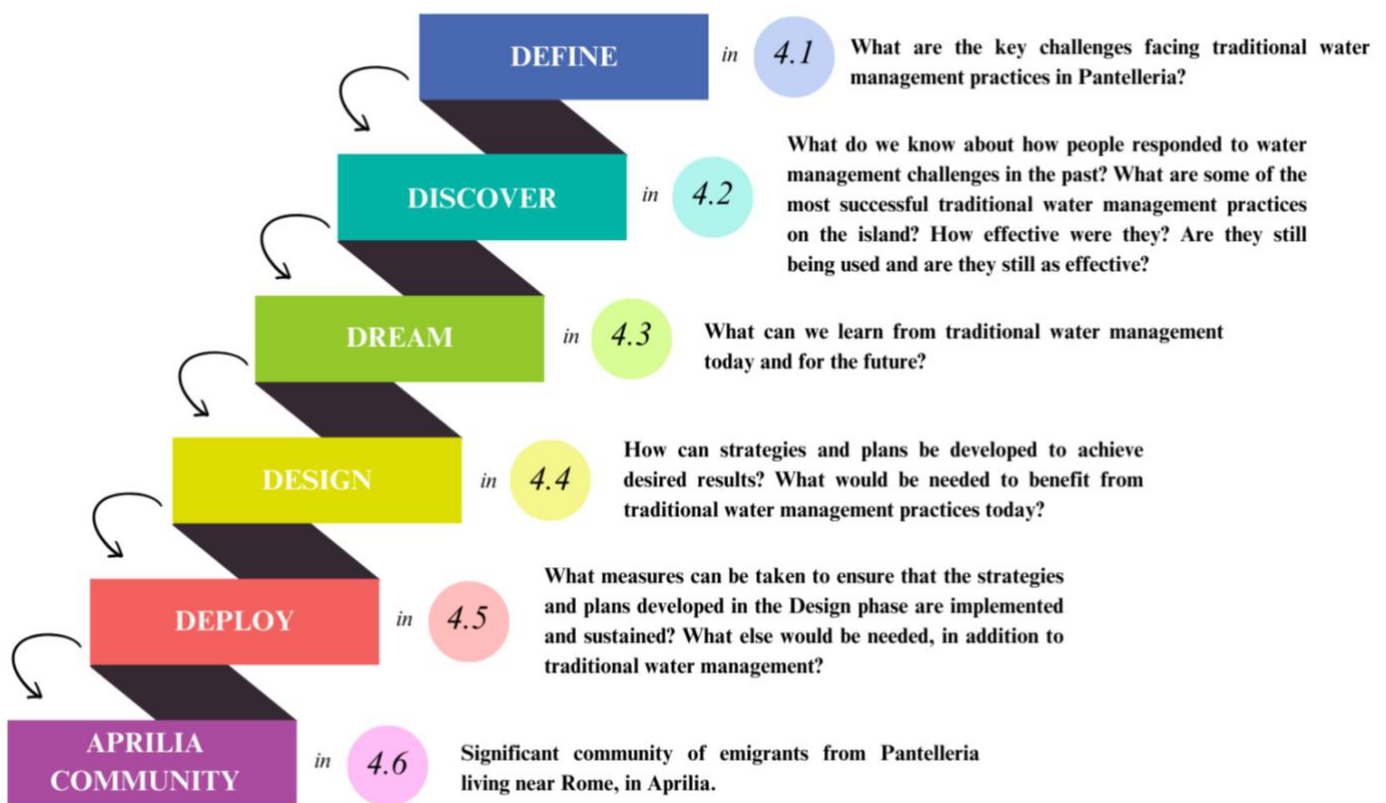 DEFINE
in
4.1
What are the key challenges facing traditional water
management practices in Pantelleria?
DISCOVER
in
4.2
What do we know about how people responded to water
management challenges in the past? What are some of the
most successful traditional water management practices
on the island? How effective were they? Are they still
being used and are they still as effective?
DREAM
in
4.3
What can we learn from traditional water management
today and for the future?
DESIGN
in
4.4
How can strategies and plans be developed to achieve
desired results? What would be needed to benefit from
traditional water management practices today?
DEPLOY
in
4.5
What measures can be taken to ensure that the strategies
and plans developed in the Design phase are implemented
and sustained? What else would be needed, in addition to
traditional water management?
APRILIA
COMMUNITY
in
4.6
Significant community of emigrants from Pantelleria
living near Rome, in Aprilia.